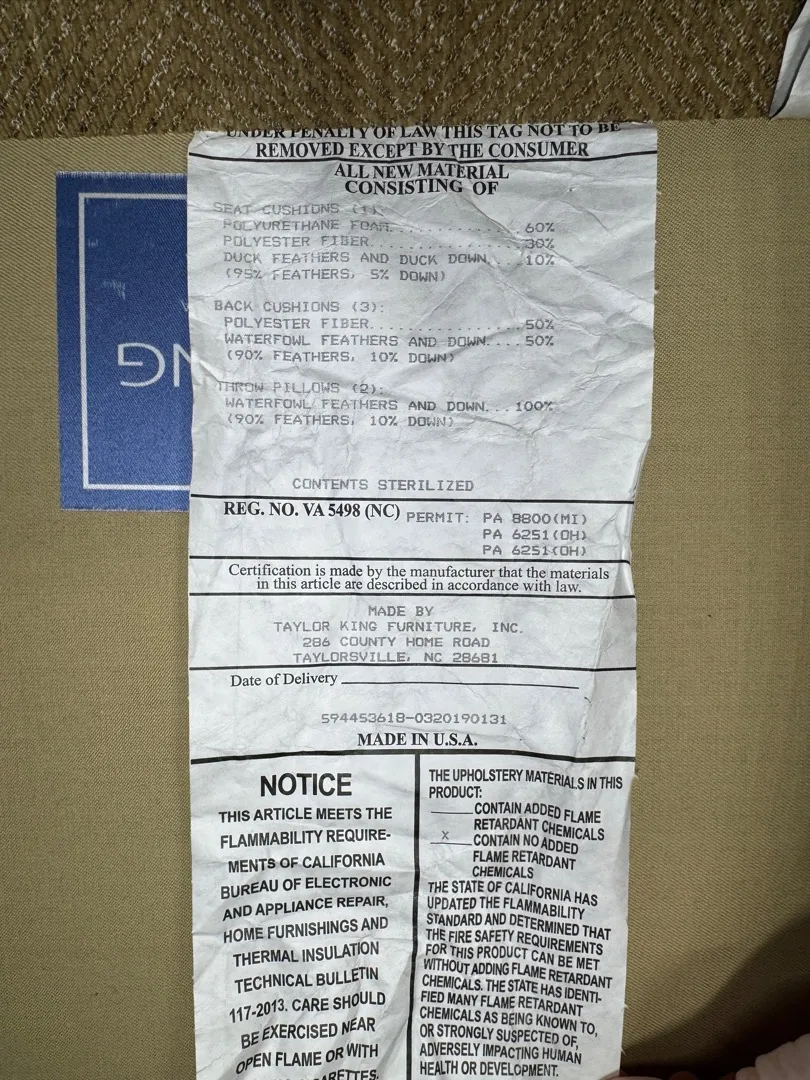 UNDER PENALTY OF LAW THIS TAG NOT TO BE
REMOVED EXCEPT BY THE CONSUMER
ALL NEW MATERIAL
CONSISTING OF
SEAT CUSHIONS (1):
POLYURETHANE FOAM...............60%
POLYESTER FIBER.................30%
DUCK FEATHERS AND DUCK DOWN....10%
(95% FEATHERS, 5% DOWN)
BACK CUSHIONS (3):
POLYESTER FIBER.................50%
WATERFOWL FEATHERS AND DOWN....50%
(90% FEATHERS, 10% DOWN)
THROW PILLOWS (2):
WATERFOWL FEATHERS AND DOWN...100%
(90% FEATHERS, 10% DOWN)
CONTENTS STERILIZED
REG. NO. VA 5498 (NC) PERMIT: PA 8800(MI)
PA 6251(OH)
PA 6251(OH)
Certification is made by the manufacturer that the materials
in this article are described in accordance with law.
MADE BY
TAYLOR KING FURNITURE, INC.
286 COUNTY HOME ROAD
TAYLORSVILLE, NC 28681
Date of Delivery
594453618-0320190131
MADE IN U.S.A.
NOTICE
THIS ARTICLE MEETS THE
FLAMMABILITY REQUIRE-
MENTS OF CALIFORNIA
BUREAU OF ELECTRONIC
AND APPLIANCE REPAIR,
HOME FURNISHINGS AND
THERMAL INSULATION
TECHNICAL BULLETIN
117-2013. CARE SHOULD
BE EXERCISED NEAR
OPEN FLAME OR WITH
THE UPHOLSTERY MATERIALS IN THIS
PRODUCT:
CONTAIN ADDED FLAME
RETARDANT CHEMICALS
X CONTAIN NO ADDED
FLAME RETARDANT
CHEMICALS
THE STATE OF CALIFORNIA HAS
UPDATED THE FLAMMABILITY
STANDARD AND DETERMINED THAT
THE FIRE SAFETY REQUIREMENTS
FOR THIS PRODUCT CAN BE MET
WITHOUT ADDING FLAME RETARDANT
CHEMICALS. THE STATE HAS IDENTI-
FIED MANY FLAME RETARDANT
CHEMICALS AS BEING KNOWN TO,
OR STRONGLY SUSPECTED OF,
ADVERSELY IMPACTING HUMAN
HEALTH OR DEVELOPMENT.